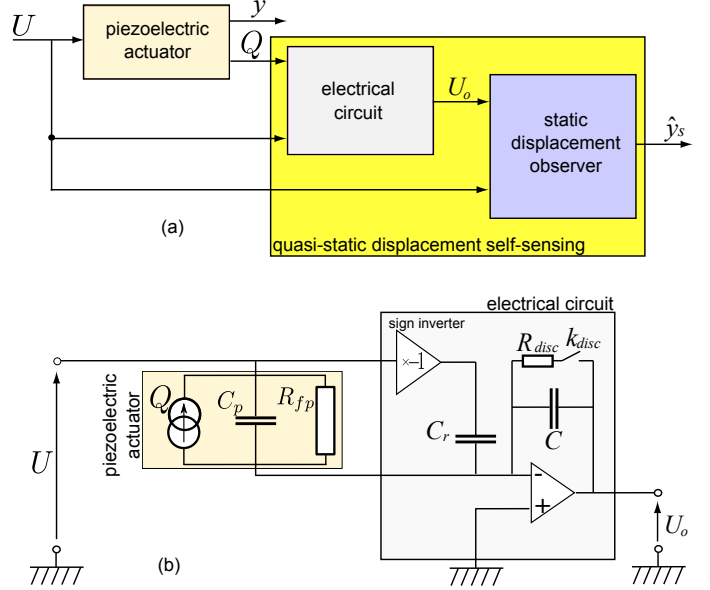 U
piezoelectric
actuator
y
Q
electrical
circuit
U_o
static
displacement
observer
ŷ_s
(a)
quasi-static displacement self-sensing
electrical circuit
sign inverter
×-1
R_disc
k_disc
piezoelectric
actuator
Q
C_p
R_fp
C_r
C
U
-
+
U_o
(b)